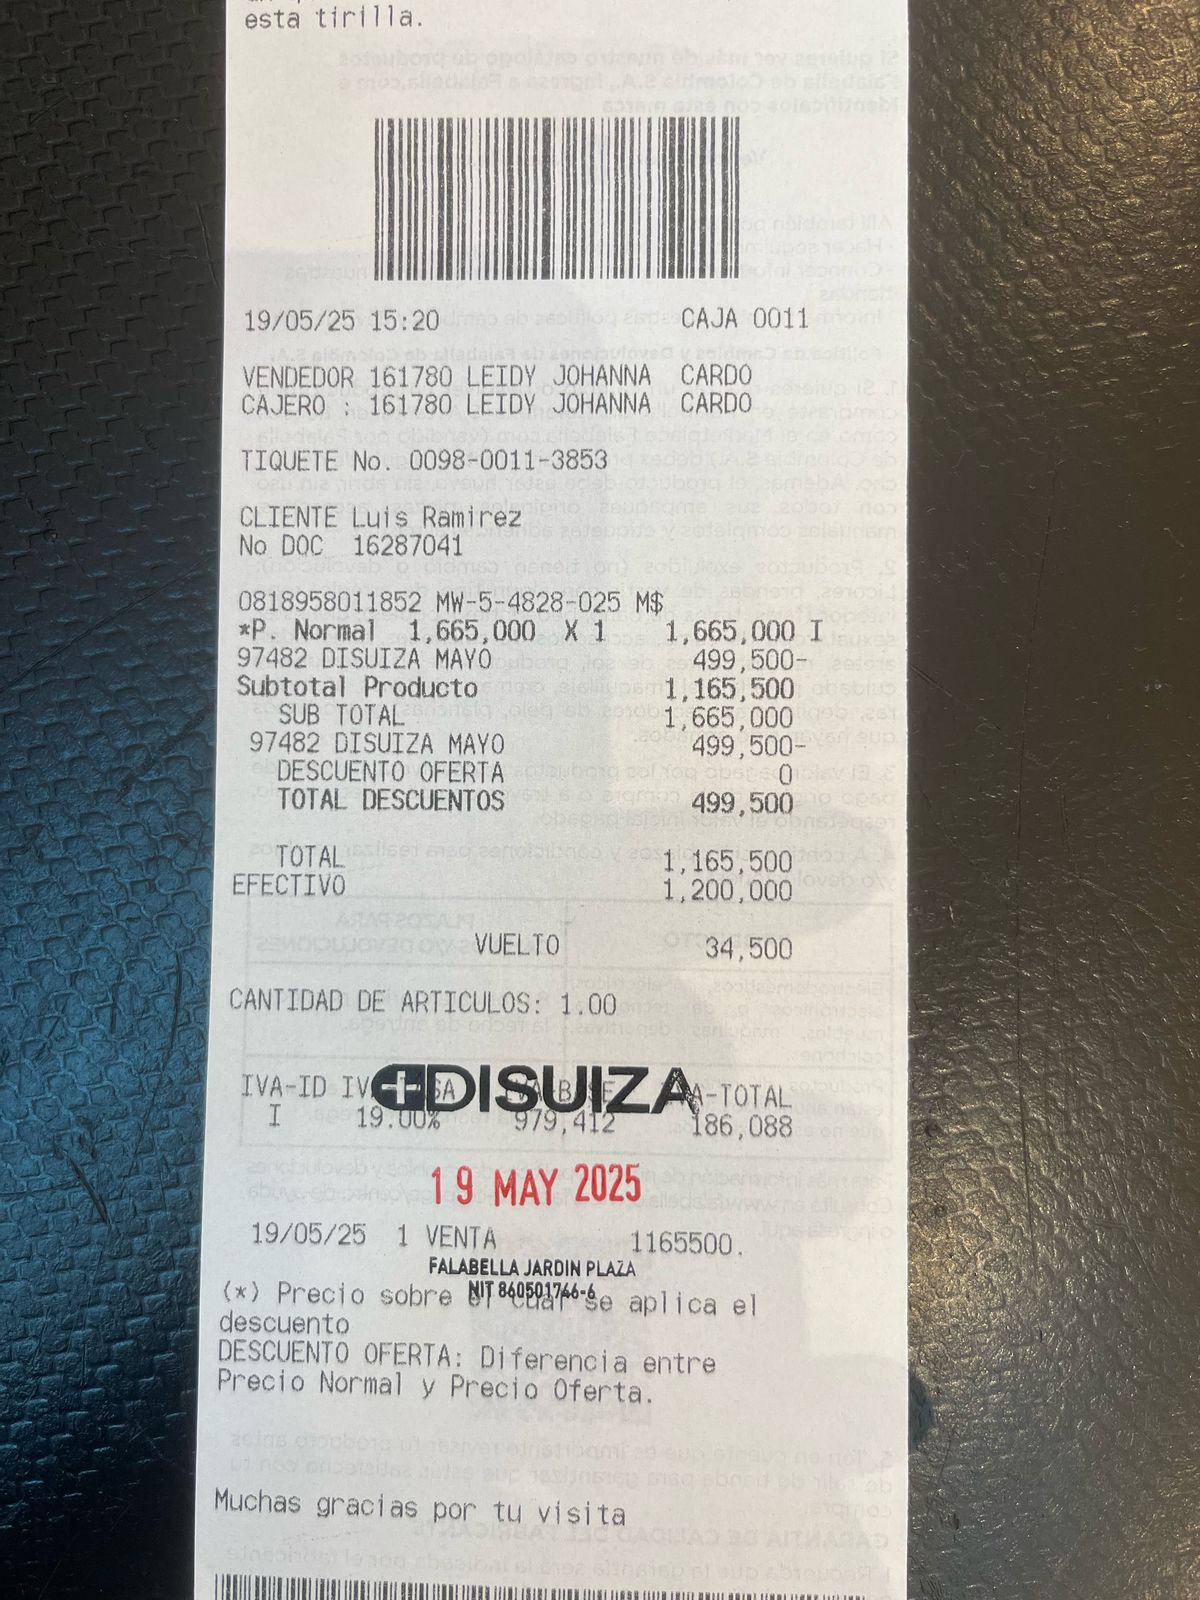 esta tirilla.
19/05/25 15:20 CAJA 0011
VENDEDOR 161780 LEIDY JOHANNA CARDO
CAJERO : 161780 LEIDY JOHANNA CARDO
TIQUETE No. 0098-0011-3853
CLIENTE Luis Ramirez
No DOC 16287041
0818958011852 MW-5-4828-025 M$
*P. Normal 1,665,000 X 1 1,665,000 I
97482 DISUIZA MAYO 499,500-
Subtotal Producto 1,165,500
SUB TOTAL 1,665,000
97482 DISUIZA MAYO 499,500-
DESCUENTO OFERTA 0
TOTAL DESCUENTOS 499,500
TOTAL 1,165,500
EFECTIVO 1,200,000
VUELTO 34,500
CANTIDAD DE ARTICULOS: 1.00
IVA-ID -TOTAL
DISUIZA
I 19.00% 979,412 186,088
19 MAY 2025
19/05/25 1 VENTA 1165500.
FALABELLA JARDIN PLAZA
NIT 860501746-6
(*) Precio sobre el cual se aplica el
descuento
DESCUENTO OFERTA: Diferencia entre
Precio Normal y Precio Oferta.
Muchas gracias por tu visita